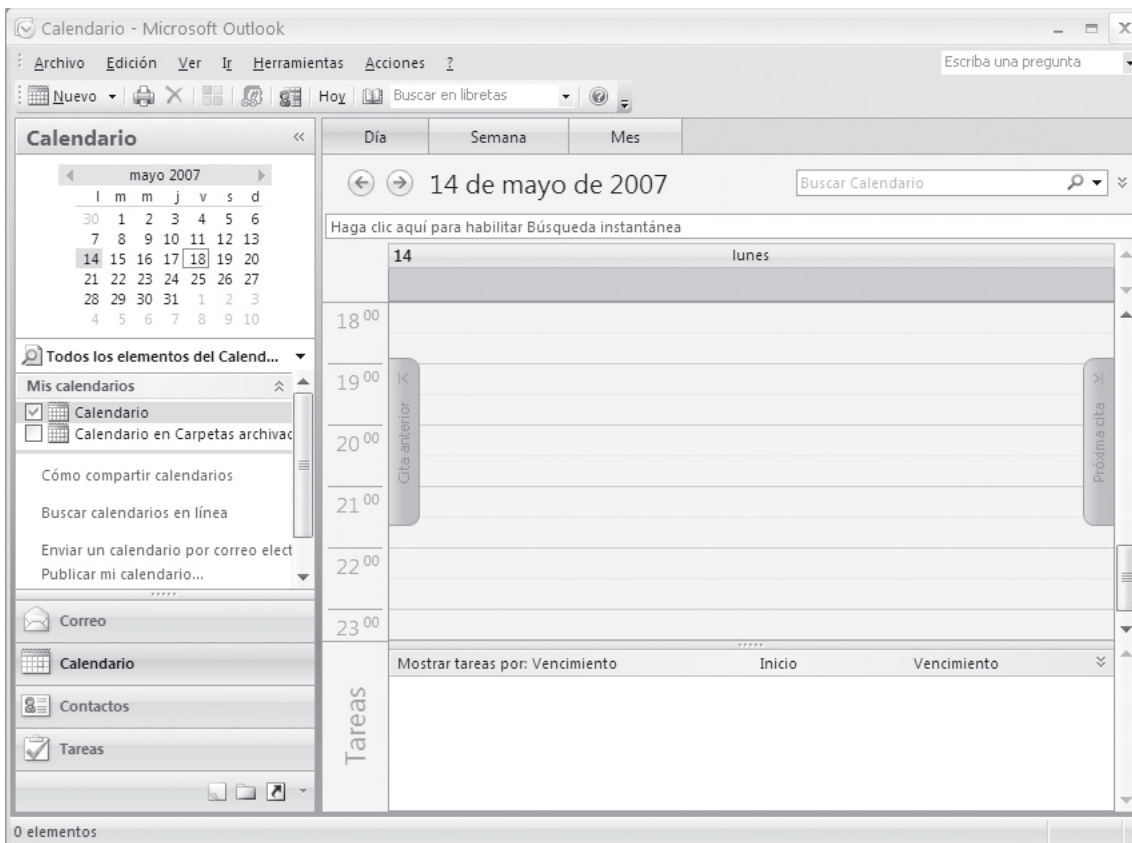 Calendario - Microsoft Outlook
Archivo Edición Ver Ir Herramientas Acciones ?
Escriba una pregunta
Nuevo Hoy Buscar en libretas
Calendario «
Día Semana Mes
mayo 2007
l m m j v s d
30 1 2 3 4 5 6
7 8 9 10 11 12 13
14 15 16 17 18 19 20
21 22 23 24 25 26 27
28 29 30 31 1 2 3
4 5 6 7 8 9 10
14 de mayo de 2007
Buscar Calendario
Haga clic aquí para habilitar Búsqueda instantánea
14 lunes
Todos los elementos del Calend...
Mis calendarios
Calendario
Calendario en Carpetas archivac
Cómo compartir calendarios
Buscar calendarios en línea
Enviar un calendario por correo elect
Publicar mi calendario...
Correo
Calendario
Contactos
Tareas
18 00
19 00
20 00
21 00
22 00
23 00
Cita anterior
Próxima cita
Tareas
Mostrar tareas por: Vencimiento Inicio Vencimiento
0 elementos